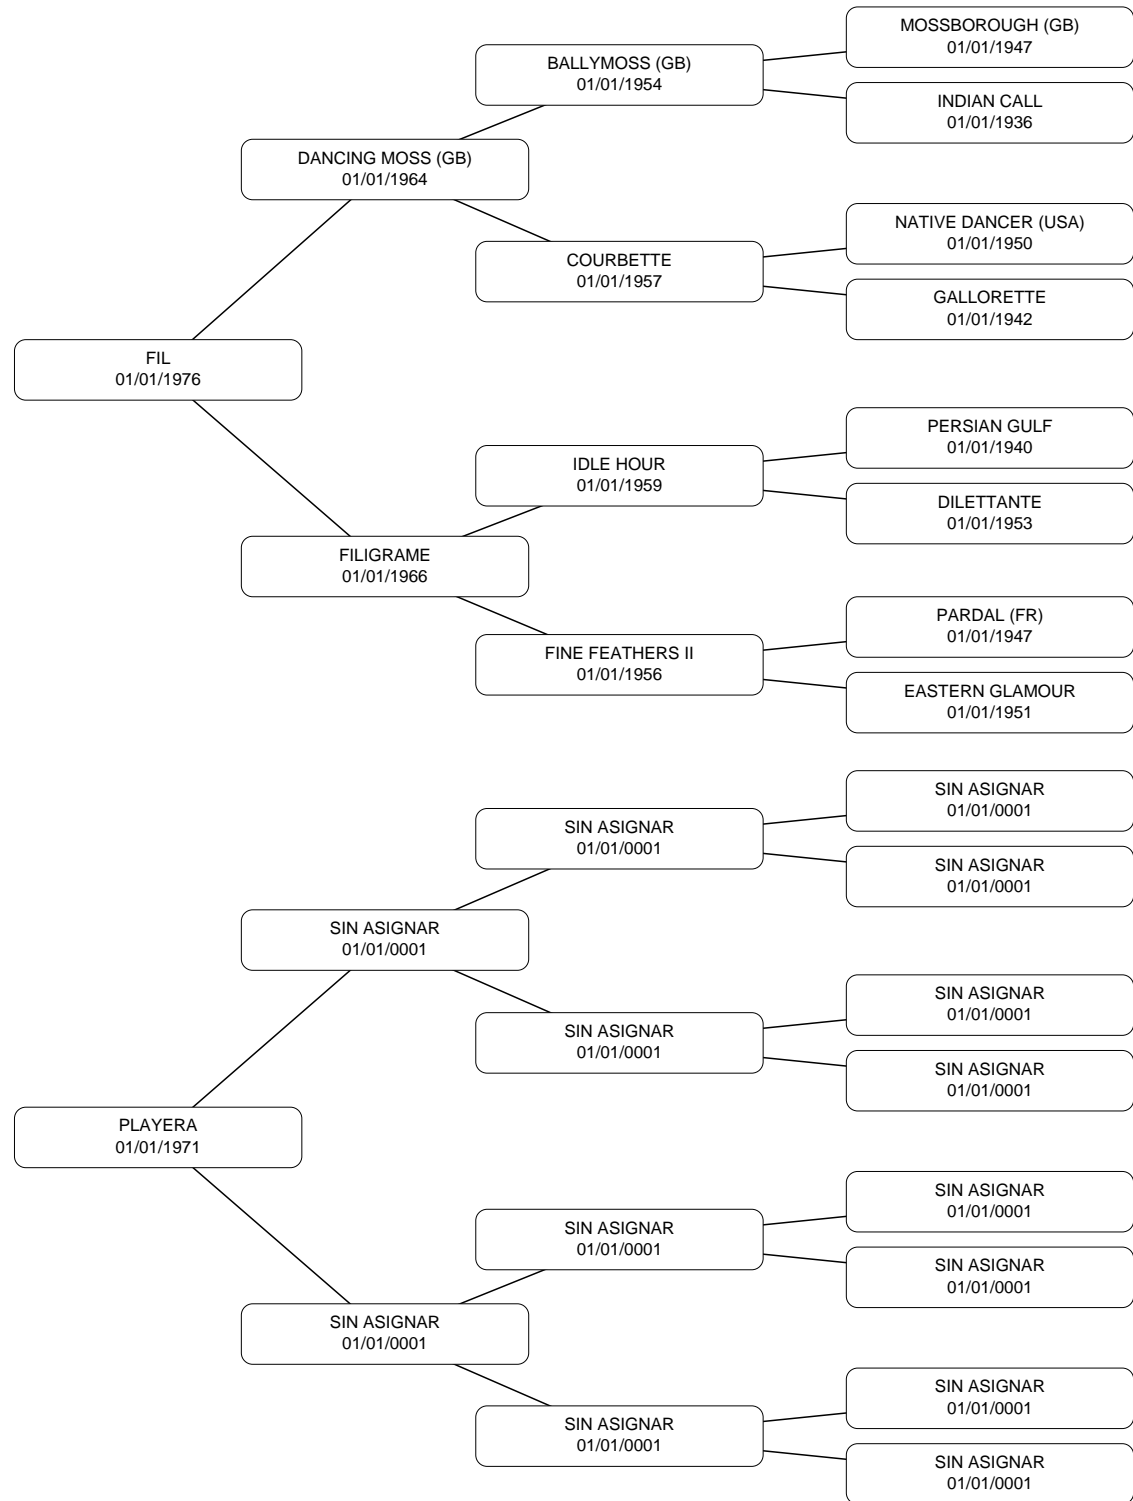 MOSSBOROUGH (GB)
01/01/1947
BALLYMOSS (GB)
01/01/1954
INDIAN CALL
01/01/1936
DANCING MOSS (GB)
01/01/1964
NATIVE DANCER (USA)
01/01/1950
COURBETTE
01/01/1957
GALLORETTE
01/01/1942
FIL
01/01/1976
PERSIAN GULF
01/01/1940
IDLE HOUR
01/01/1959
DILETTANTE
01/01/1953
FILIGRAME
01/01/1966
PARDAL (FR)
01/01/1947
FINE FEATHERS II
01/01/1956
EASTERN GLAMOUR
01/01/1951
SIN ASIGNAR
01/01/0001
SIN ASIGNAR
01/01/0001
SIN ASIGNAR
01/01/0001
SIN ASIGNAR
01/01/0001
SIN ASIGNAR
01/01/0001
SIN ASIGNAR
01/01/0001
SIN ASIGNAR
01/01/0001
PLAYERA
01/01/1971
SIN ASIGNAR
01/01/0001
SIN ASIGNAR
01/01/0001
SIN ASIGNAR
01/01/0001
SIN ASIGNAR
01/01/0001
SIN ASIGNAR
01/01/0001
SIN ASIGNAR
01/01/0001
SIN ASIGNAR
01/01/0001